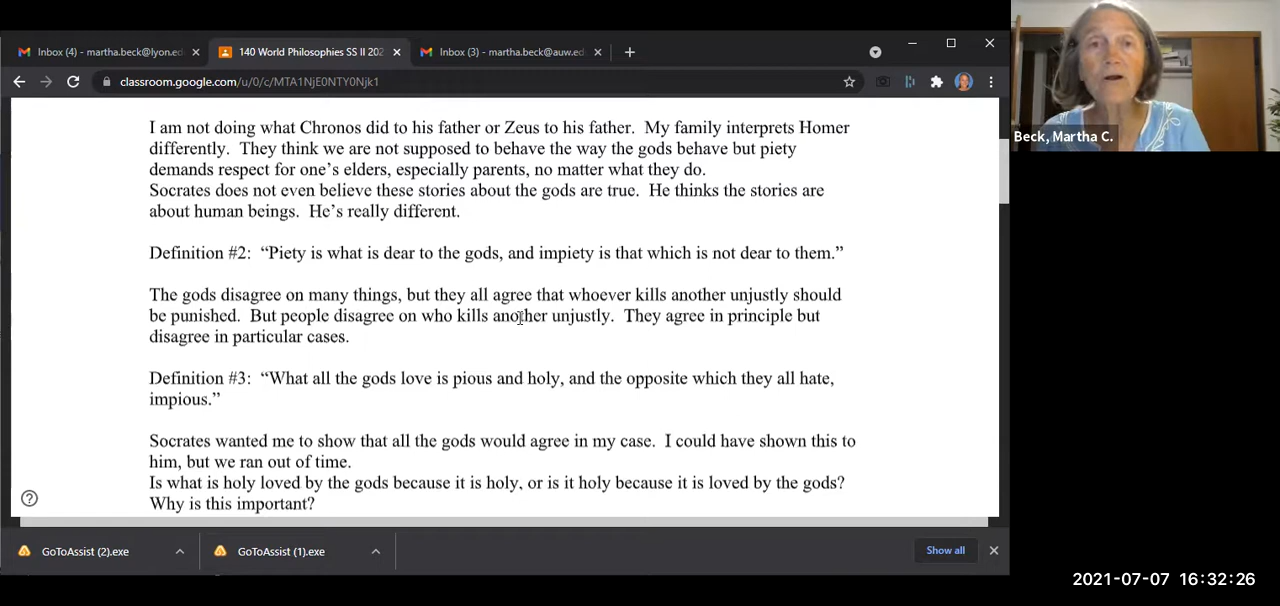 Inbox (4) - martha.beck@lyon.ed
140 World Philosophies SS II 202
Inbox (3) - martha.beck@auw.ed
classroom.google.com/u/0/c/MTA1NjE0NTY0Njk1
Beck, Martha C.
I am not doing what Chronos did to his father or Zeus to his father. My family interprets Homer
differently. They think we are not supposed to behave the way the gods behave but piety
demands respect for one's elders, especially parents, no matter what they do.
Socrates does not even believe these stories about the gods are true. He thinks the stories are
about human beings. He's really different.
Definition #2: “Piety is what is dear to the gods, and impiety is that which is not dear to them.”
The gods disagree on many things, but they all agree that whoever kills another unjustly should
be punished. But people disagree on who kills another unjustly. They agree in principle but
disagree in particular cases.
Definition #3: “What all the gods love is pious and holy, and the opposite which they all hate,
impious.”
Socrates wanted me to show that all the gods would agree in my case. I could have shown this to
him, but we ran out of time.
Is what is holy loved by the gods because it is holy, or is it holy because it is loved by the gods?
Why is this important?
GoToAssist (2).exe
GoToAssist (1).exe
Show all
2021-07-07 16:32:26